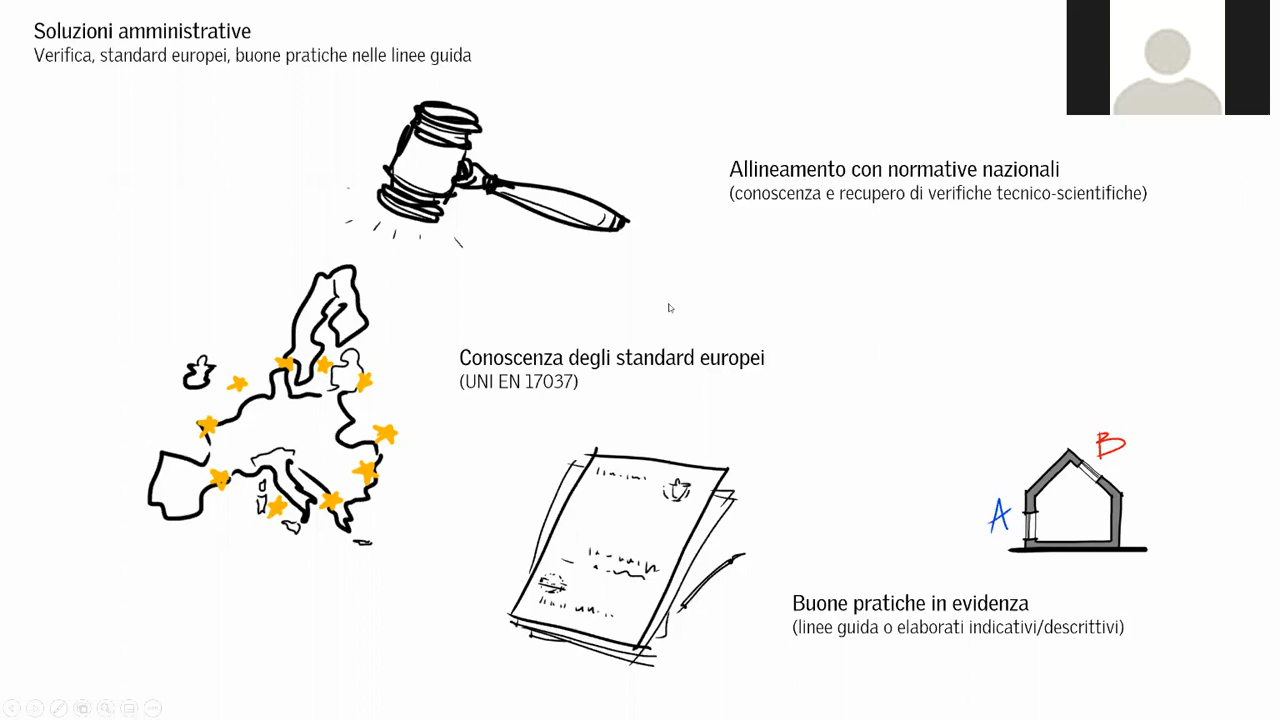 Soluzioni amministrative
Verifica, standard europei, buone pratiche nelle linee guida
Allineamento con normative nazionali
(conoscenza e recupero di verifiche tecnico-scientifiche)
Conoscenza degli standard europei
(UNI EN 17037)
B
A
Buone pratiche in evidenza
(linee guida o elaborati indicativi/descrittivi)